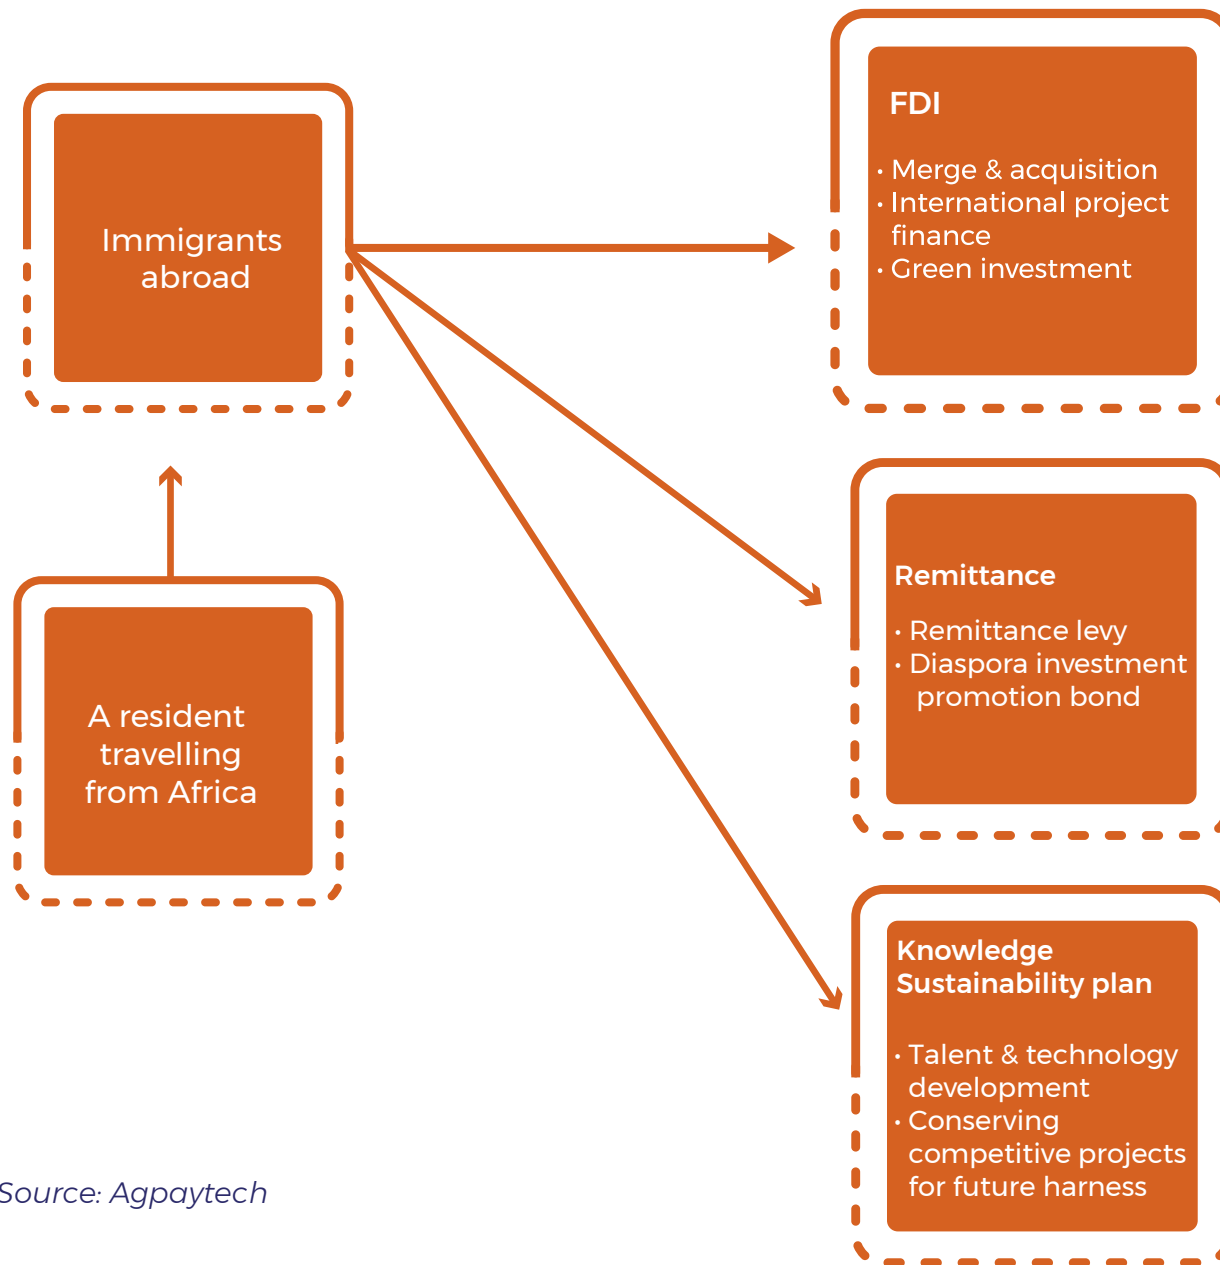 Immigrants
abroad
A resident
travelling
from Africa
FDI
· Merge & acquisition
· International project
finance
· Green investment
Remittance
· Remittance levy
· Diaspora investment
promotion bond
Knowledge
Sustainability plan
· Talent & technology
development
· Conserving
competitive projects
for future harness
Source: Agpaytech